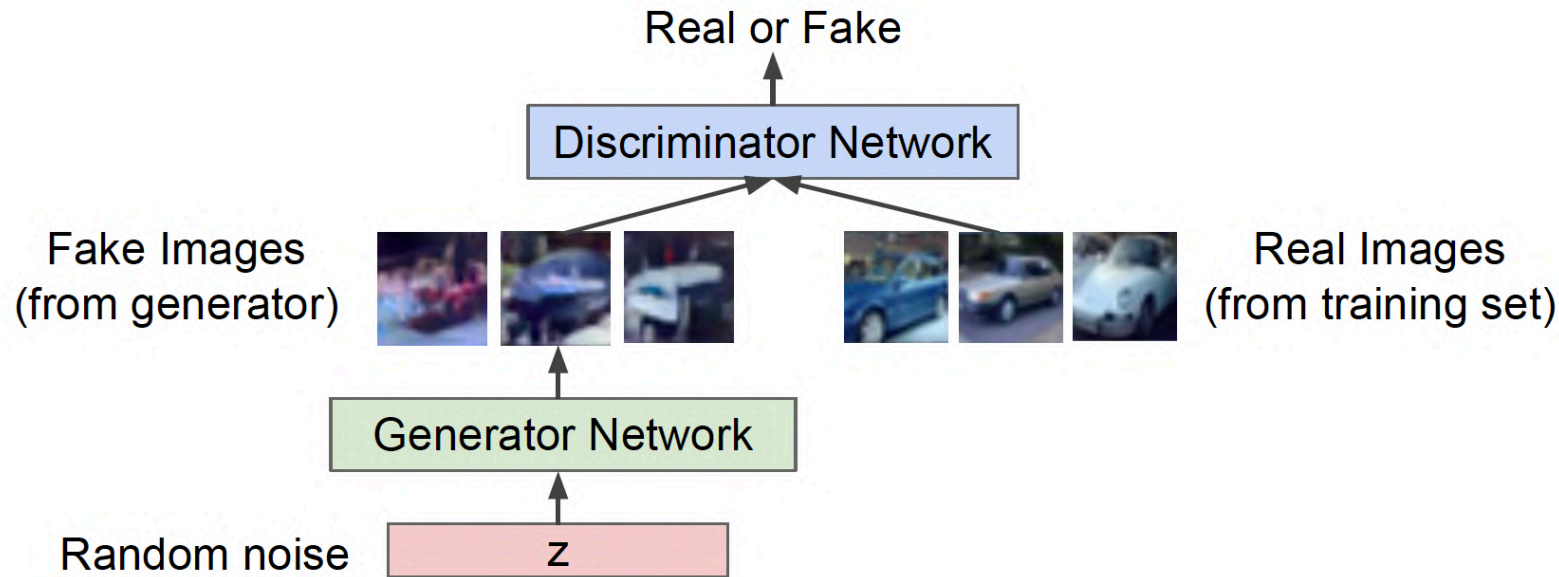 Real or Fake
Discriminator Network
Fake Images
(from generator)
Real Images
(from training set)
Generator Network
Random noise
z